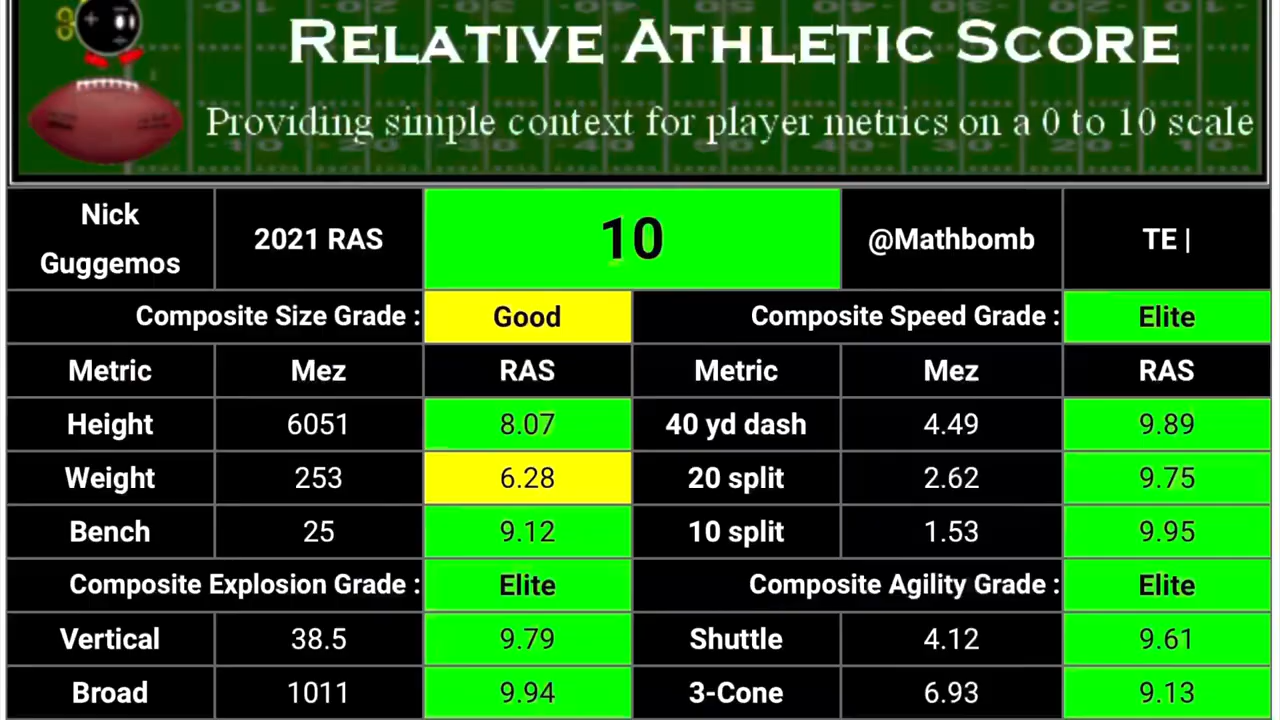 RELATIVE ATHLETIC SCORE
Providing simple context for player metrics on a 0 to 10 scale
Nick Guggemos 2021 RAS 10 @Mathbomb TE |
Composite Size Grade : Good Composite Speed Grade : Elite
Metric Mez RAS Metric Mez RAS
Height 6051 8.07 40 yd dash 4.49 9.89
Weight 253 6.28 20 split 2.62 9.75
Bench 25 9.12 10 split 1.53 9.95
Composite Explosion Grade : Elite Composite Agility Grade : Elite
Vertical 38.5 9.79 Shuttle 4.12 9.61
Broad 1011 9.94 3-Cone 6.93 9.13